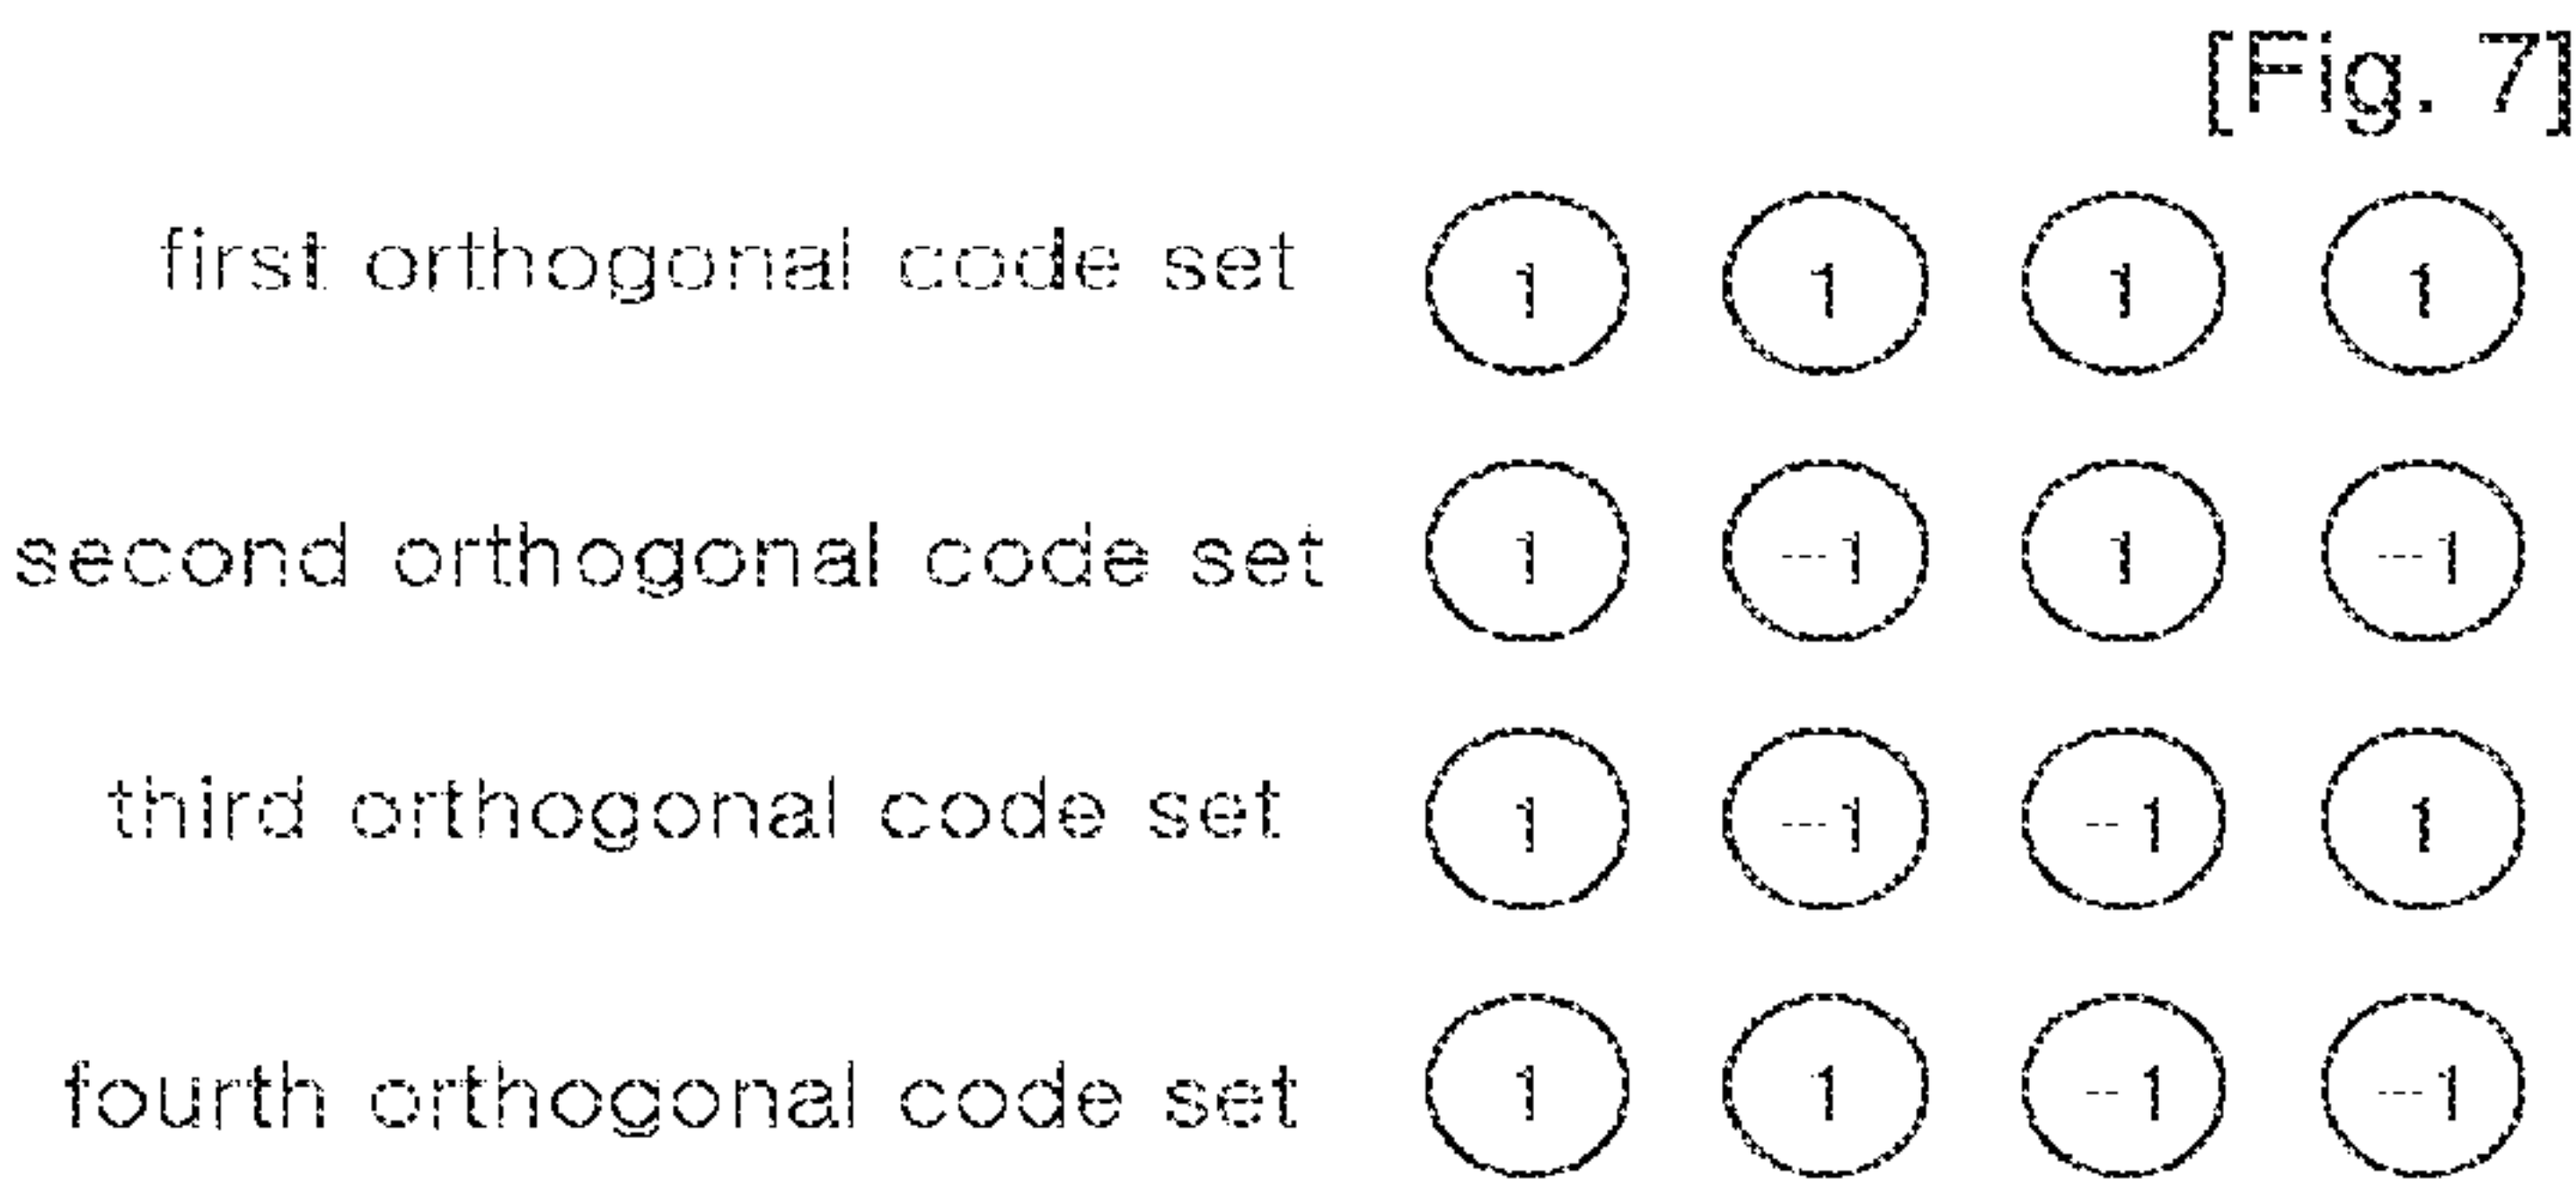 [Fig. 7]
first orthogonal code set 1 1 1 1
second orthogonal code set 1 -1 1 -1
third orthogonal code set 1 -1 -1 1
fourth orthogonal code set 1 1 -1 -1